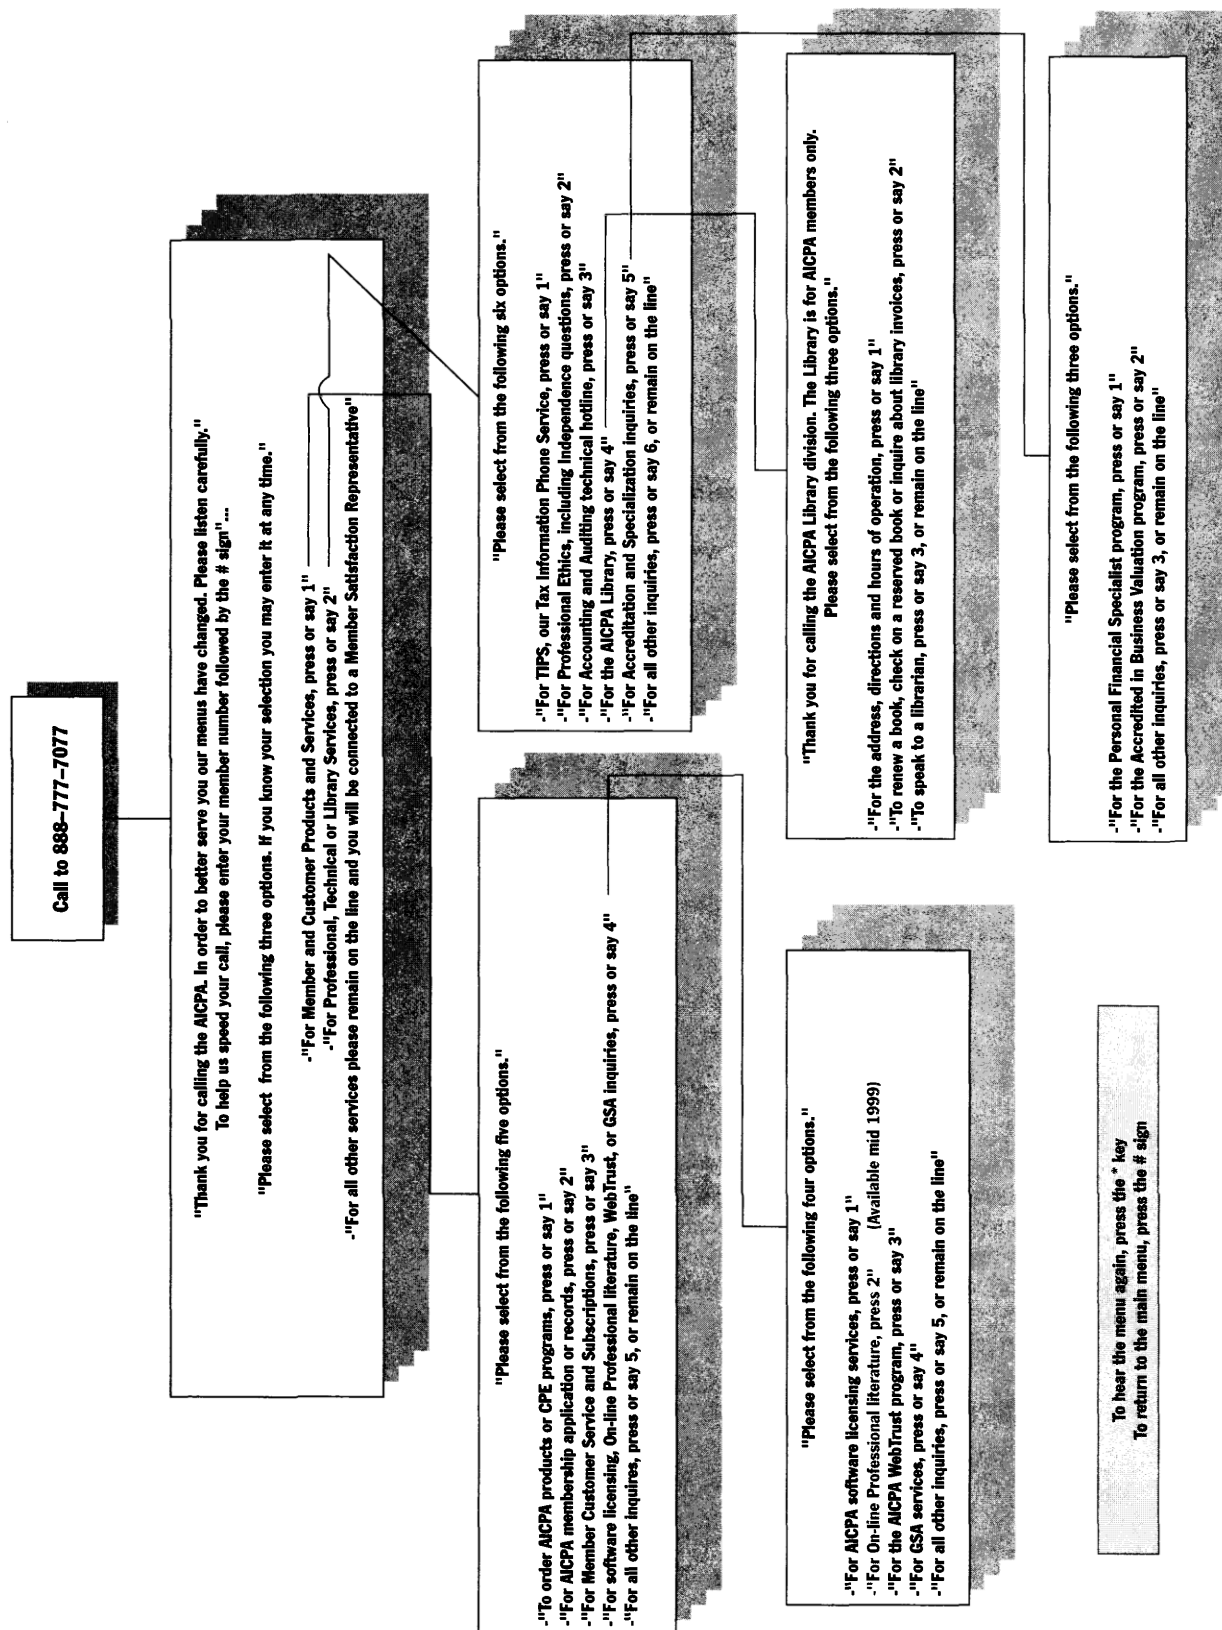 Call to 888–777–7077
"Thank you for calling the AICPA. In order to better serve you our menus have changed. Please listen carefully."
To help us speed your call, please enter your member number followed by the # sign"...
"Please select from the following three options. If you know your selection you may enter it at any time."
-"For Member and Customer Products and Services, press or say 1"
-"For Professional, Technical or Library Services, press or say 2"
-"For all other services please remain on the line and you will be connected to a Member Satisfaction Representative"
"Please select from the following five options."
-"To order AICPA products or CPE programs, press or say 1"
-"For AICPA membership application or records, press or say 2"
-"For Member Customer Service and Subscriptions, press or say 3"
-"For software licensing, On-line Professional literature, WebTrust, or GSA inquiries, press or say 4"
-"For all other inquires, press or say 5, or remain on the line"
"Please select from the following six options."
-"For TIPS, our Tax Information Phone Service, press or say 1"
-"For Professional Ethics, including Independence questions, press or say 2"
-"For Accounting and Auditing technical hotline, press or say 3"
-"For the AICPA Library, press or say 4"
-"For Accreditation and Specialization inquiries, press or say 5"
-"For all other inquiries, press or say 6, or remain on the line"
"Please select from the following four options."
-"For AICPA software licensing services, press or say 1"
-"For On-line Professional literature, press 2" (Available mid 1999)
-"For the AICPA WebTrust program, press or say 3"
-"For GSA services, press or say 4"
-"For all other inquiries, press or say 5, or remain on the line"
"Thank you for calling the AICPA Library division. The Library is for AICPA members only.
Please select from the following three options."
-"For the address, directions and hours of operation, press or say 1"
-"To renew a book, check on a reserved book or inquire about library invoices, press or say 2"
-"To speak to a librarian, press or say 3, or remain on the line"
"Please select from the following three options."
-"For the Personal Financial Specialist program, press or say 1"
-"For the Accredited in Business Valuation program, press or say 2"
-"For all other inquiries, press or say 3, or remain on the line"
To hear the menu again, press the * key
To return to the main menu, press the # sign